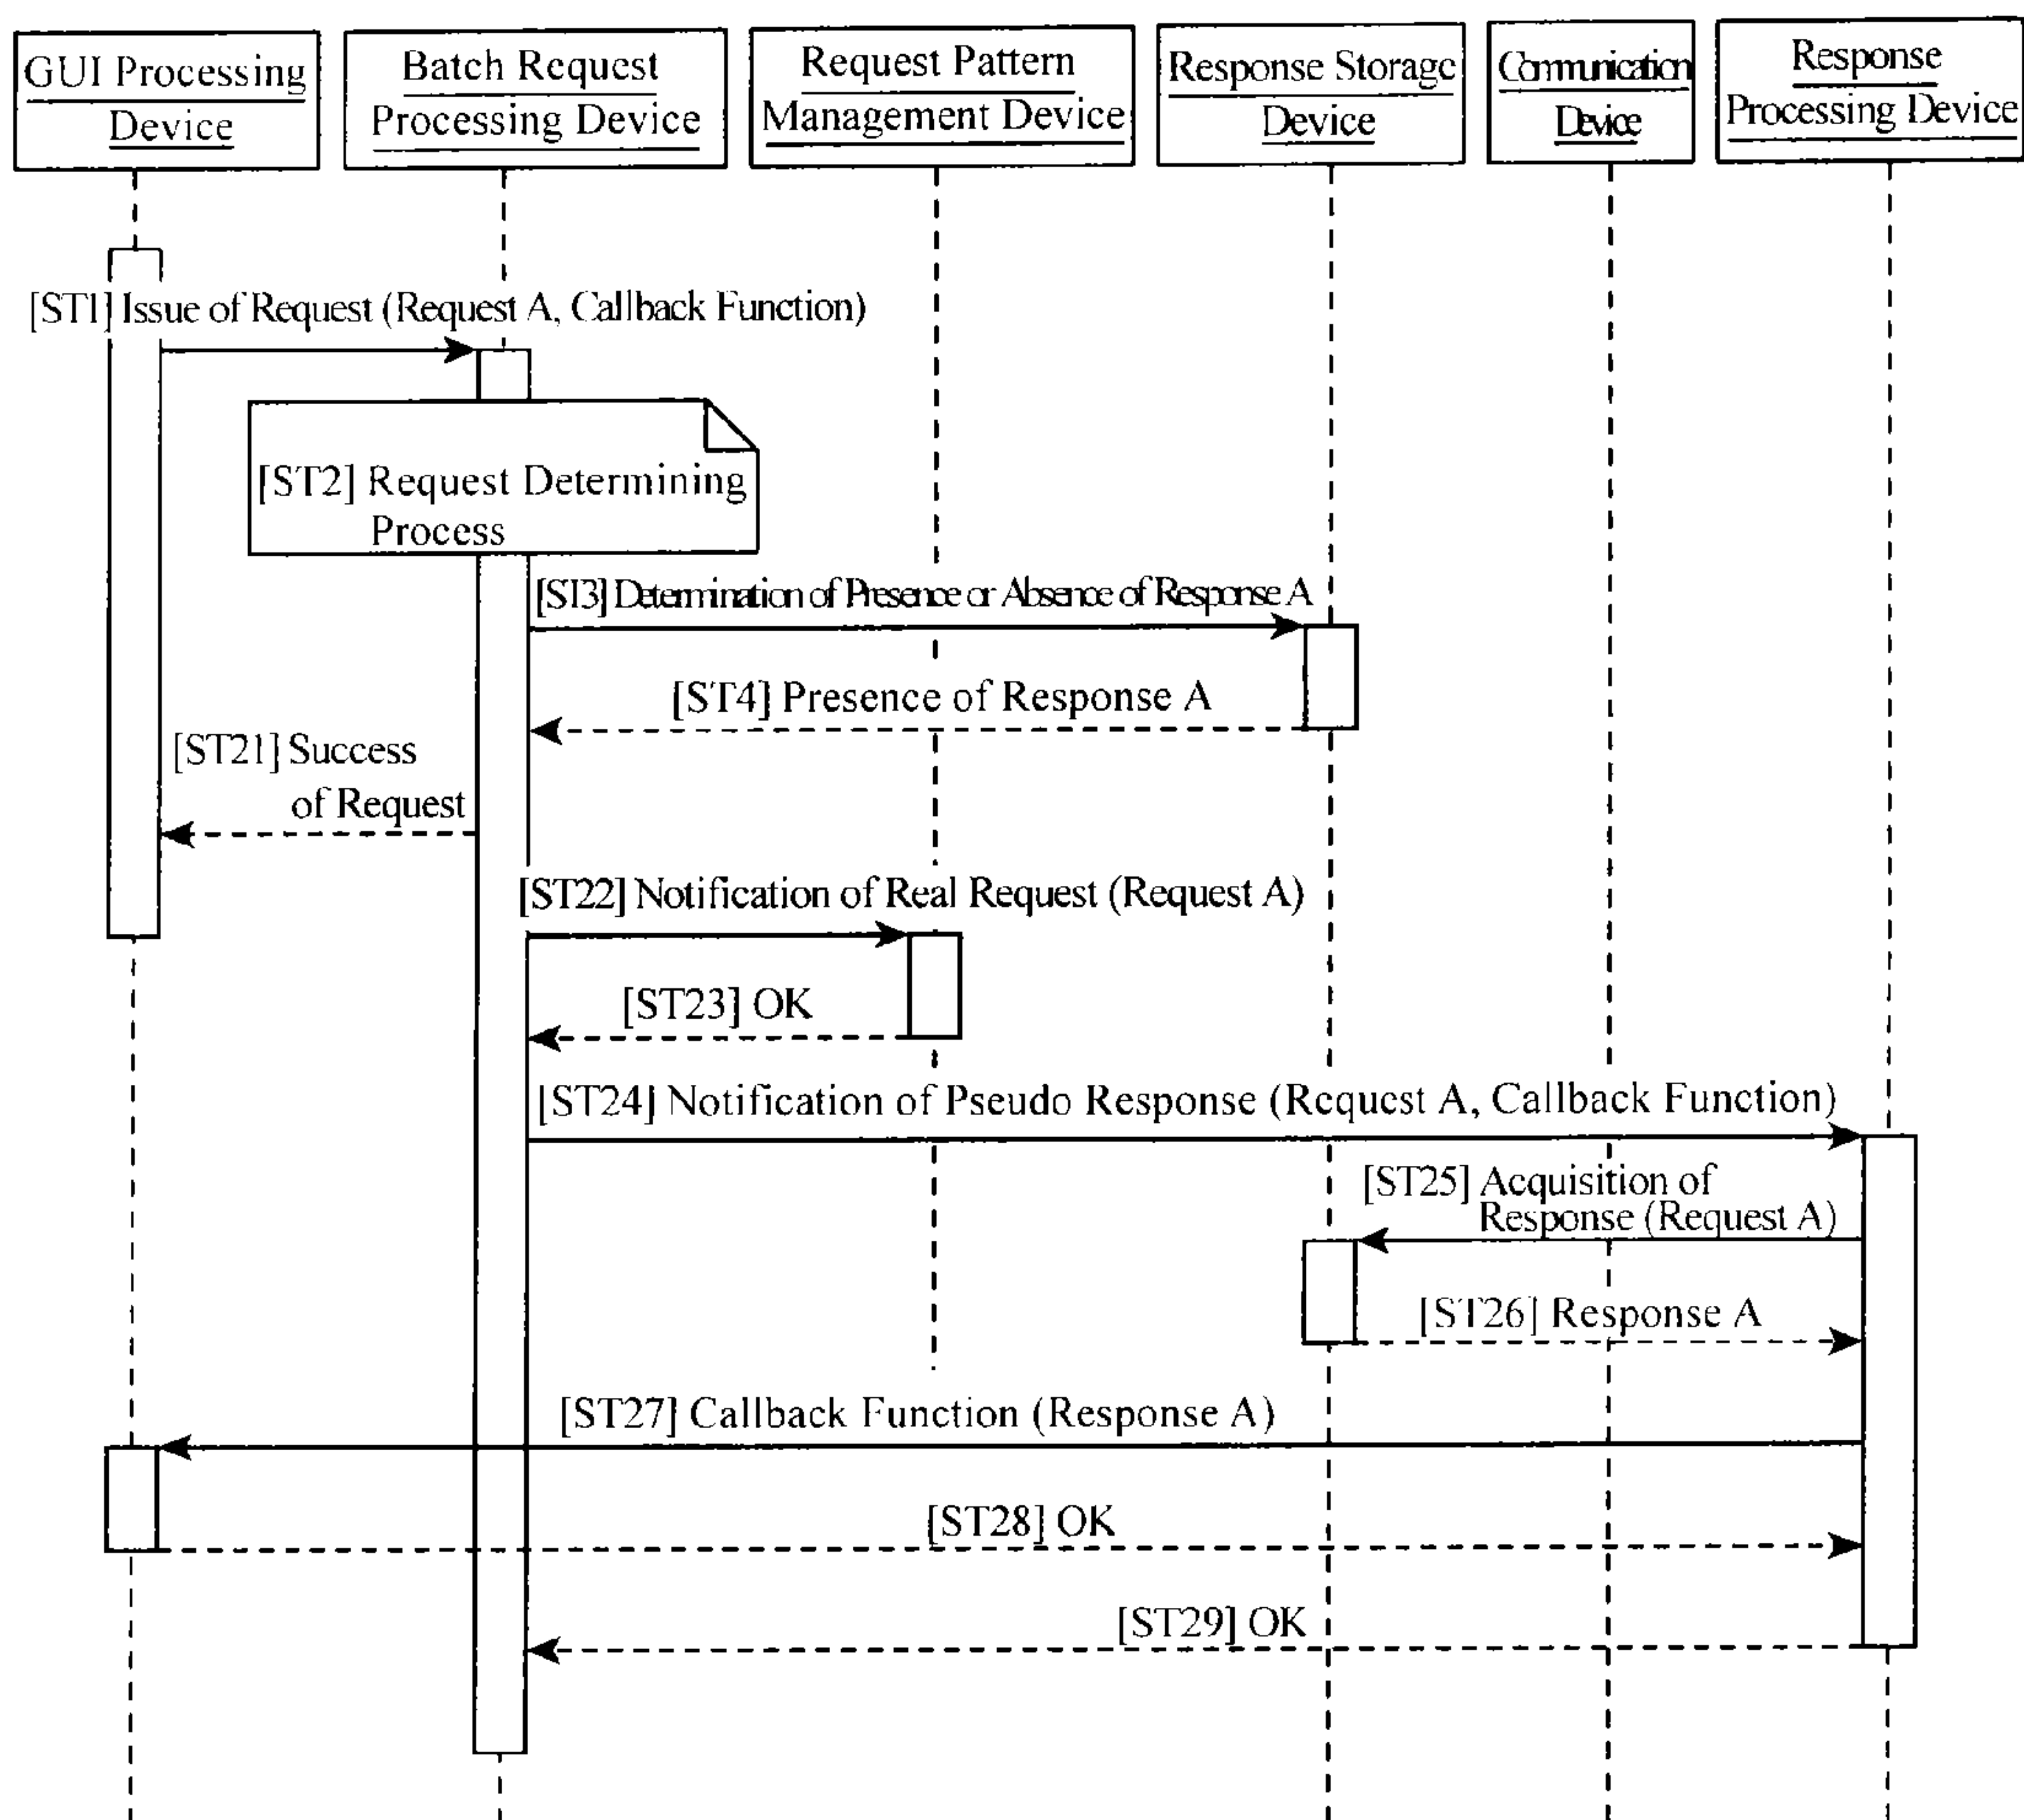 GUI Processing
Device
Batch Request
Processing Device
Request Pattern
Management Device
Response Storage
Device
Communication
Device
Response
Processing Device
[ST1] Issue of Request (Request A, Callback Function)
[ST2] Request Determining
Process
[ST3] Determination of Presence or Absence of Response A
[ST4] Presence of Response A
[ST21] Success
of Request
[ST22] Notification of Real Request (Request A)
[ST23] OK
[ST24] Notification of Pseudo Response (Request A, Callback Function)
[ST25] Acquisition of
Response (Request A)
[ST26] Response A
[ST27] Callback Function (Response A)
[ST28] OK
[ST29] OK